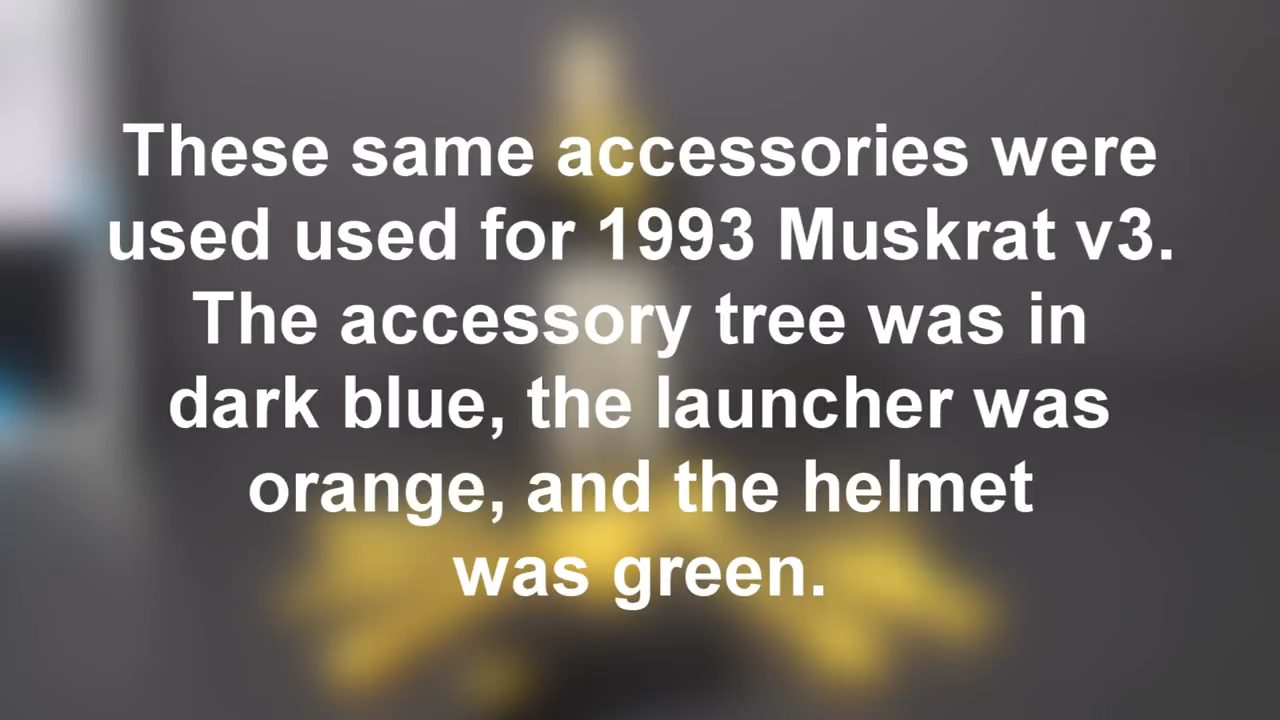 These same accessories were
used used for 1993 Muskrat v3.
The accessory tree was in
dark blue, the launcher was
orange, and the helmet
was green.